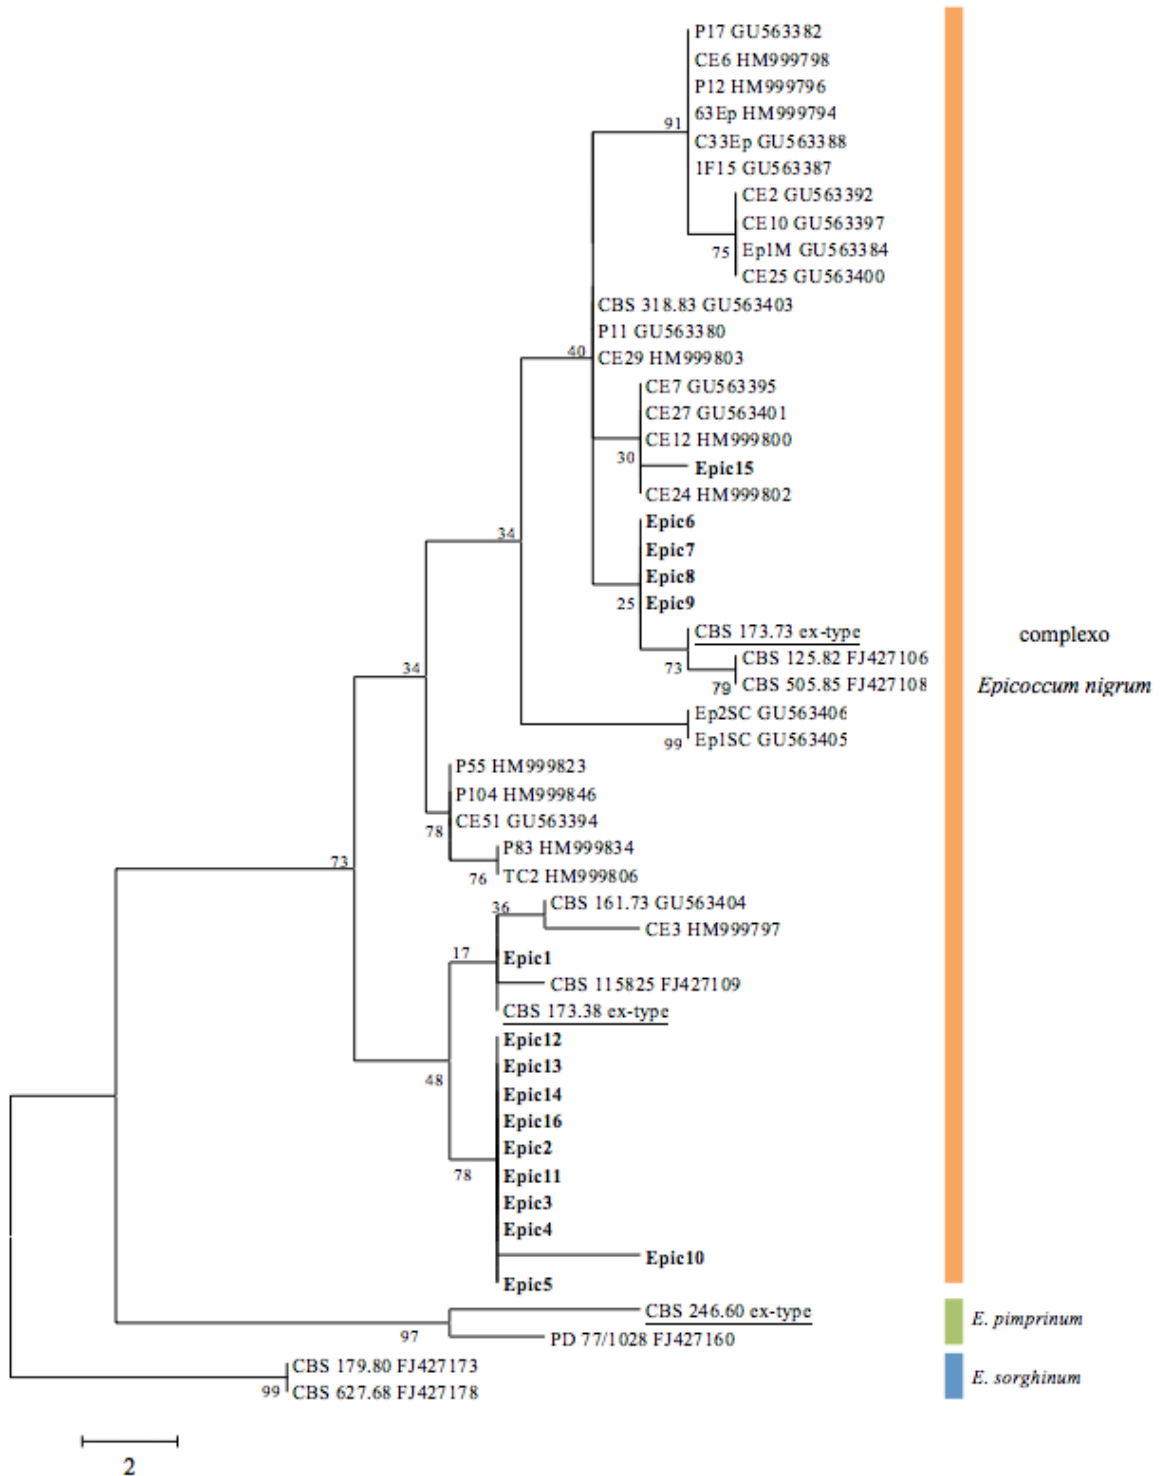 P17 GU563382
CE6 HM999798
P12 HM999796
63Ep HM999794
91
C33Ep GU563388
1F15 GU563387
CE2 GU563392
CE10 GU563397
75
Ep1M GU563384
CE25 GU563400
CBS 318.83 GU563403
P11 GU563380
40
CE29 HM999803
CE7 GU563395
CE27 GU563401
CE12 HM999800
30
Epic15
CE24 HM999802
Epic6
34
Epic7
Epic8
25
Epic9
CBS 173.73 ex-type
complexo
73
CBS 125.82 FJ427106
79
CBS 505.85 FJ427108
Epicoccum nigrum
34
Ep2SC GU563406
99
Ep1SC GU563405
P55 HM999823
P104 HM999846
78
CE51 GU563394
P83 HM999834
73
76
TC2 HM999806
36
CBS 161.73 GU563404
CE3 HM999797
17
Epic1
CBS 115825 FJ427109
CBS 173.38 ex-type
Epic12
Epic13
48
Epic14
Epic16
Epic2
78
Epic11
Epic3
Epic4
Epic10
Epic5
CBS 246.60 ex-type
E. pimprinum
97
PD 77/1028 FJ427160
CBS 179.80 FJ427173
E. sorghinum
99
CBS 627.68 FJ427178
2